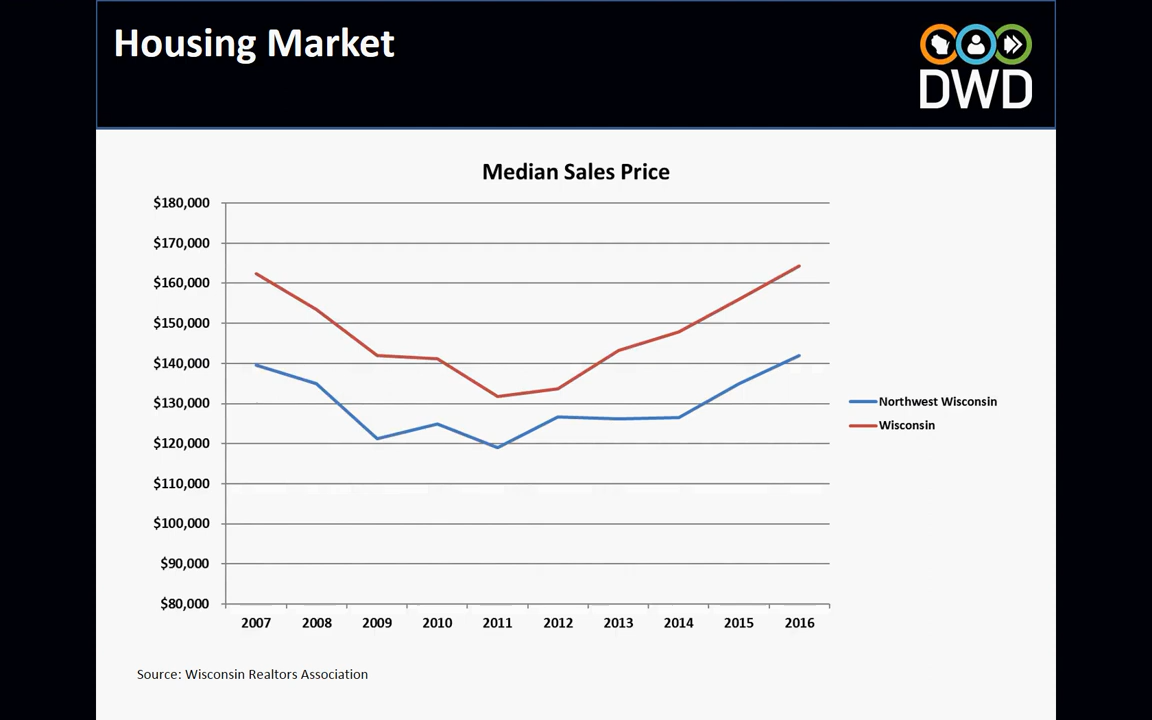 Housing Market
DWD
Median Sales Price
$180,000
$170,000
$160,000
$150,000
$140,000
$130,000
$120,000
$110,000
$100,000
$90,000
$80,000
2007 2008 2009 2010 2011 2012 2013 2014 2015 2016
Northwest Wisconsin
Wisconsin
Source: Wisconsin Realtors Association